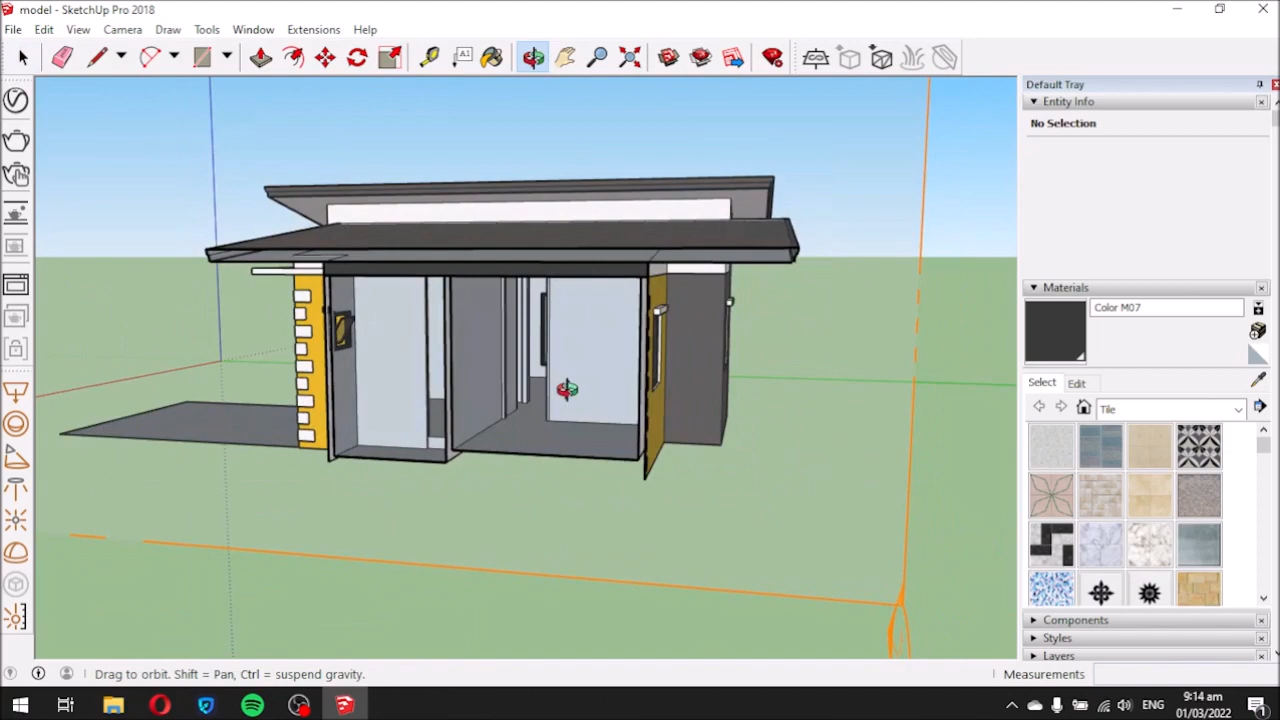 model - SketchUp Pro 2018
File Edit View Camera Draw Tools Window Extensions Help
A1
Default Tray
Entity Info
No Selection
Materials
Color M07
Select Edit
Tile
Components
Styles
Layers
Drag to orbit. Shift = Pan, Ctrl = suspend gravity.
Measurements
ENG
9:14 am
01/03/2022
1